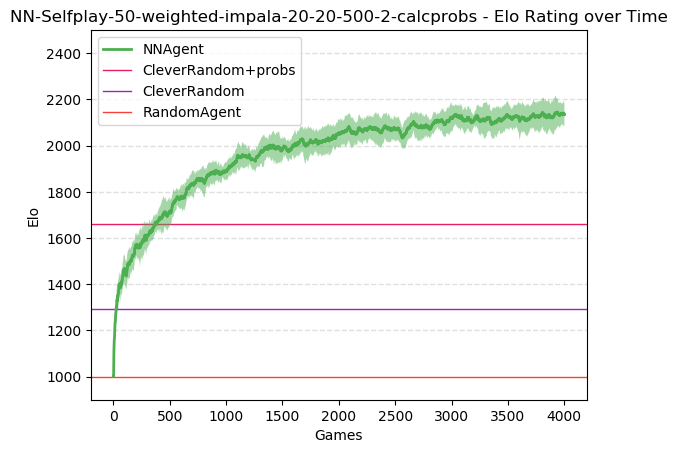 NN-Selfplay-50-weighted-impala-20-20-500-2-calcprobs - Elo Rating over Time
NNAgent
CleverRandom+probs
CleverRandom
RandomAgent
Elo
2400
2200
2000
1800
1600
1400
1200
1000
0 500 1000 1500 2000 2500 3000 3500 4000
Games